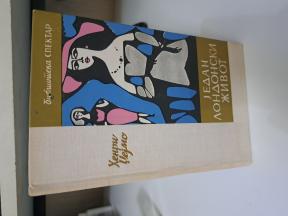 Библиотека СПЕКТАР
ЈЕДАН
ЛОНДОНСКИ
ЖИВОТ
Хенри
Џејмс